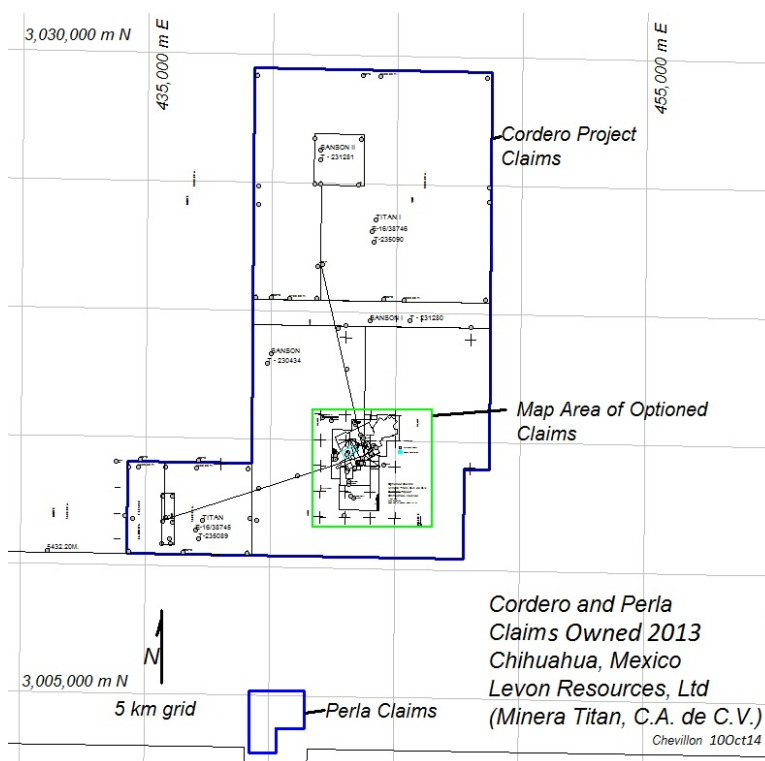 3,030,000 m N
435,000 m E
455,000 m E
Cordero Project
Claims
SANSON II
T - 231281
TITAN I
E-16/38746
T-235090
SANSON I T - 231280
SANSON
T - 230434
Map Area of Optioned
Claims
TITAN
E-16/38745
T-235089
5432.20M.
N
3,005,000 m N
5 km grid
Perla Claims
Cordero and Perla
Claims Owned 2013
Chihuahua, Mexico
Levon Resources, Ltd
(Minera Titan, C.A. de C.V.)
Chevillon 10Oct14